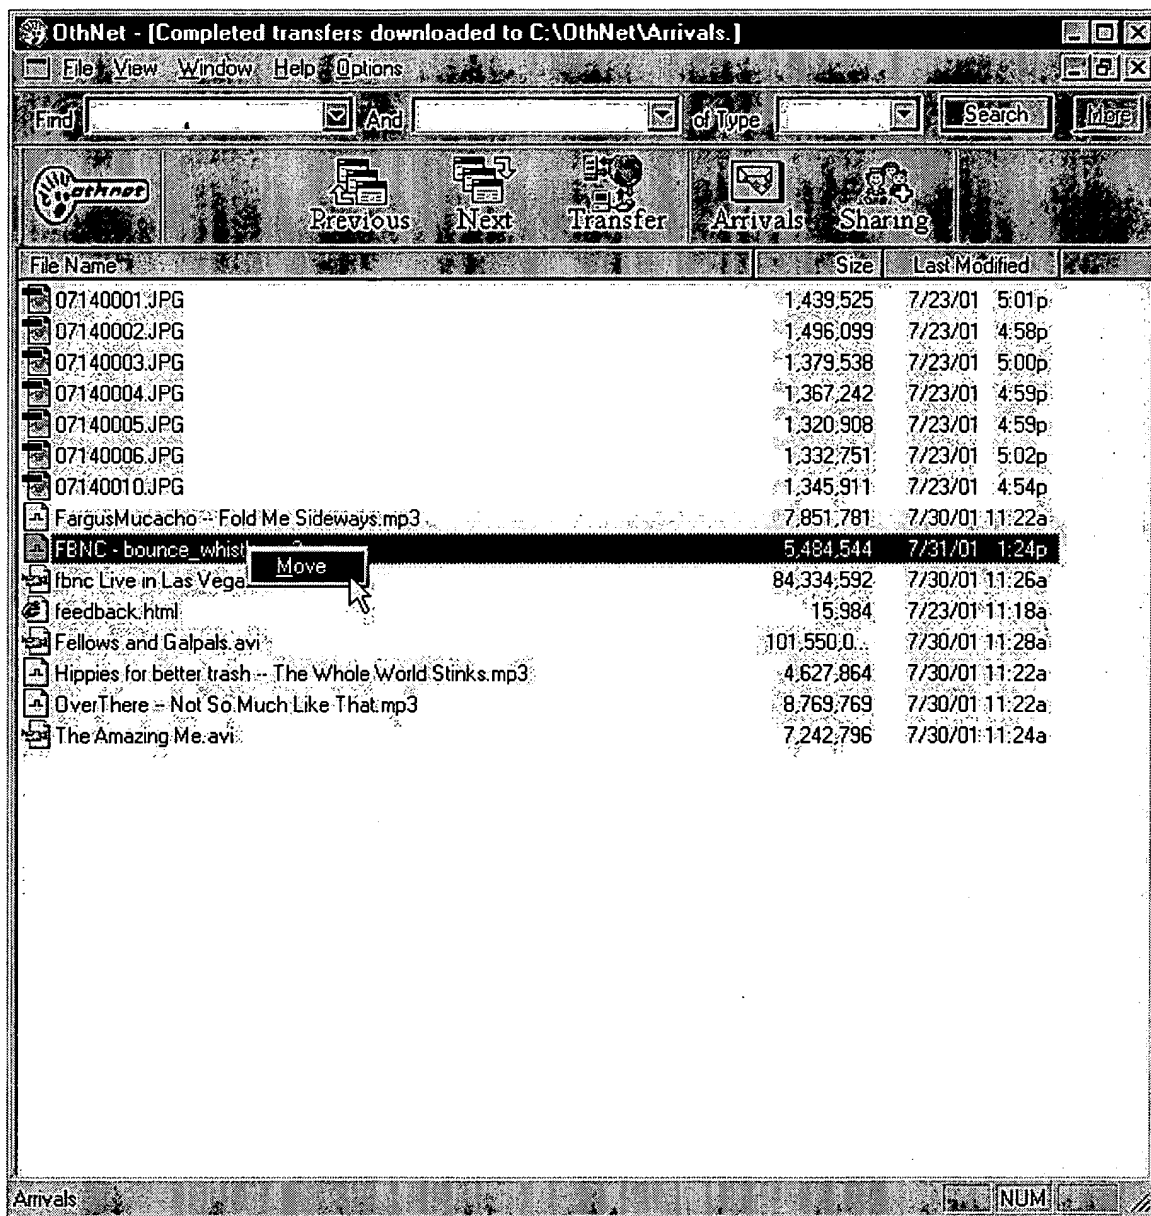 OthNet - [Completed transfers downloaded to C:\OthNet\Arrivals.]
File View Window Help Options
Find And of Type Search More
othnet Previous Next Transfer Arrivals Sharing
File Name Size Last Modified
07140001.JPG 1,439,525 7/23/01 5:01p
07140002.JPG 1,496,099 7/23/01 4:58p
07140003.JPG 1,379,538 7/23/01 5:00p
07140004.JPG 1,367,242 7/23/01 4:59p
07140005.JPG 1,320,908 7/23/01 4:59p
07140006.JPG 1,332,751 7/23/01 5:02p
07140010.JPG 1,345,911 7/23/01 4:54p
FargusMucacho -- Fold Me Sideways.mp3 7,851,781 7/30/01 11:22a
FBNC - bounce_whist 5,484,544 7/31/01 1:24p
Move
fbnc Live in Las Vega 84,334,592 7/30/01 11:26a
feedback.html 15,984 7/23/01 11:18a
Fellows and Galpals.avi 101,550,0... 7/30/01 11:28a
Hippies for better trash -- The Whole World Stinks.mp3 4,627,864 7/30/01 11:22a
OverThere -- Not So Much Like That.mp3 8,769,769 7/30/01 11:22a
The Amazing Me.avi 7,242,796 7/30/01 11:24a
Arrivals NUM